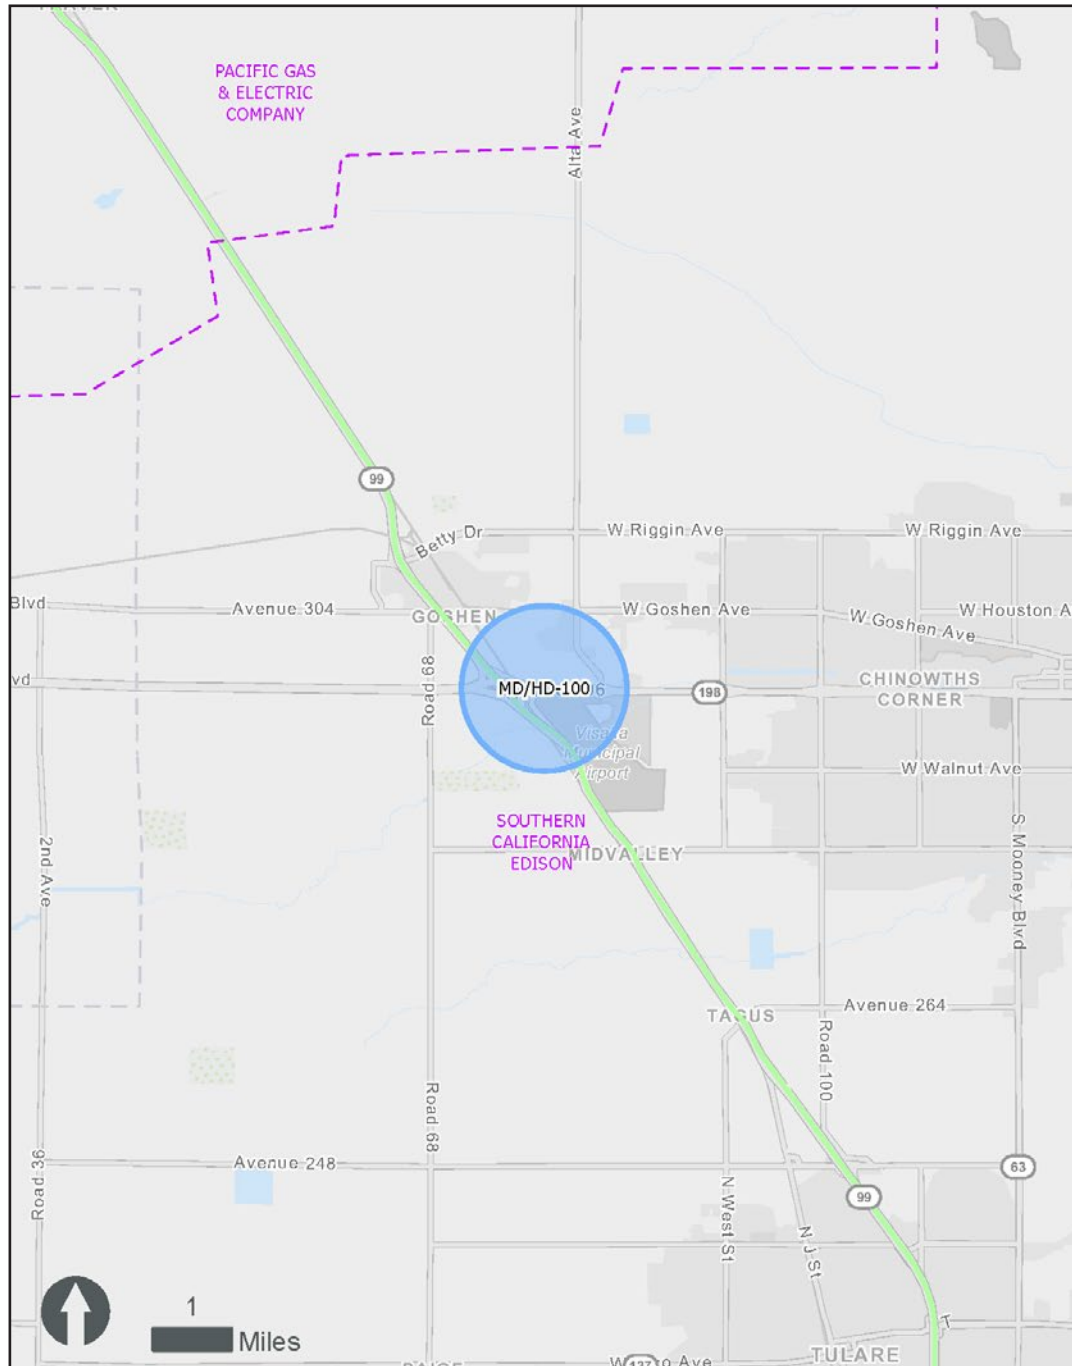 PACIFIC GAS
& ELECTRIC
COMPANY
Alta Ave
99
Betty Dr
W Riggin Ave
W Riggin Ave
Blvd
Avenue 304
GOSHEN
W Goshen Ave
W Goshen Ave
W Houston A
Road 68
vd
MD/HD-100
198
CHINOWTHS
CORNER
Municipal
Airport
W Walnut Ave
SOUTHERN
CALIFORNIA
EDISON
MIDVALLEY
2nd Ave
S Mooney Blvd
TAGUS
Avenue 264
Road 100
Road 68
Avenue 248
63
Road 36
99
N West St
N J St
1
Miles
TULARE